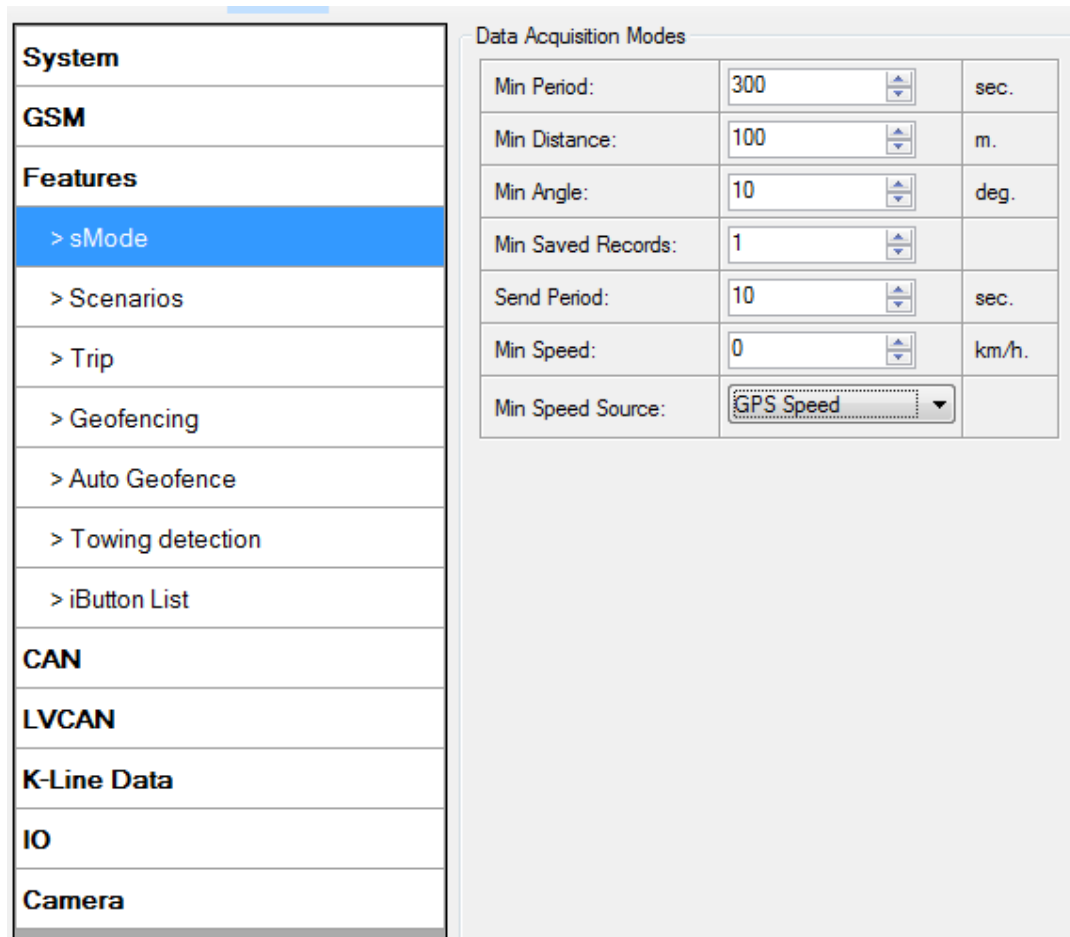 System
GSM
Features
> sMode
> Scenarios
> Trip
> Geofencing
> Auto Geofence
> Towing detection
> iButton List
CAN
LVCAN
K-Line Data
IO
Camera
Data Acquisition Modes
Min Period: 300 sec.
Min Distance: 100 m.
Min Angle: 10 deg.
Min Saved Records: 1
Send Period: 10 sec.
Min Speed: 0 km/h.
Min Speed Source: GPS Speed